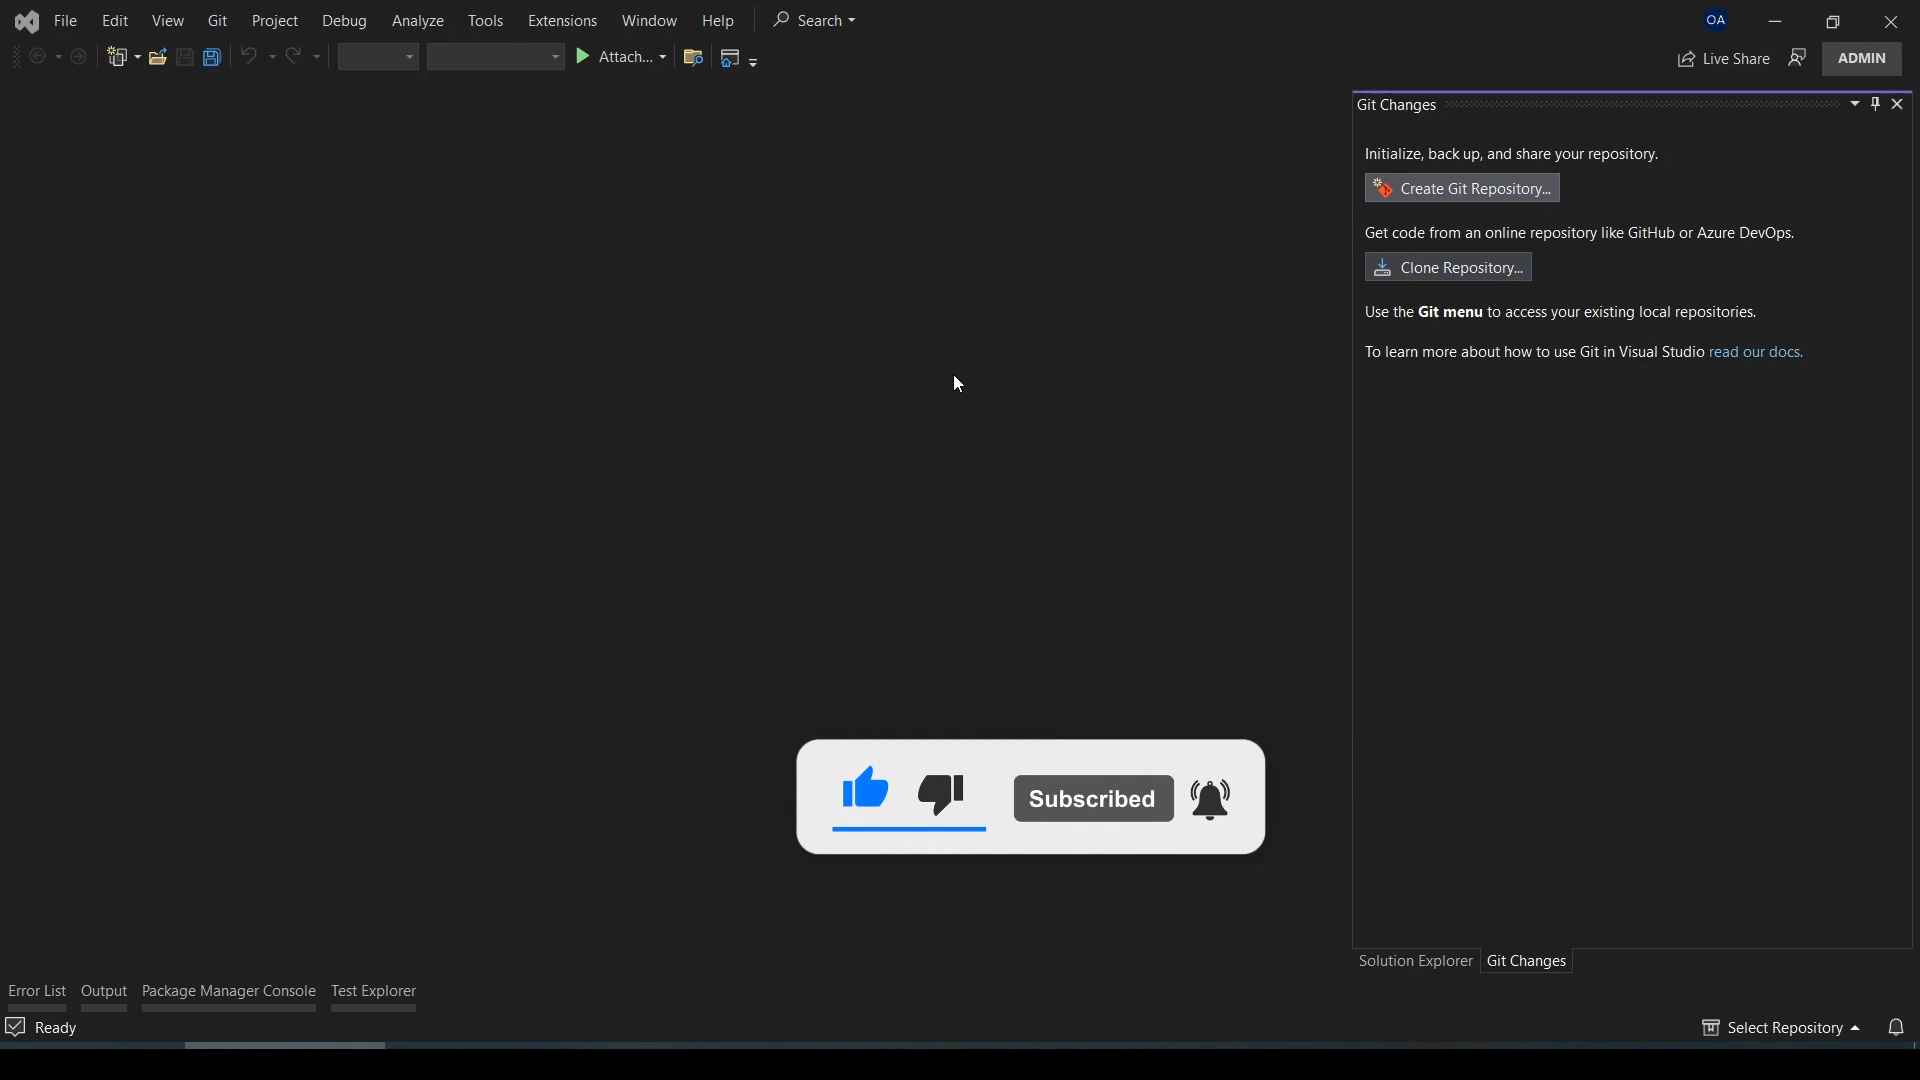 File Edit View Git Project Debug Analyze Tools Extensions Window Help Search OA
Attach... Live Share ADMIN
Git Changes
Initialize, back up, and share your repository.
Create Git Repository...
Get code from an online repository like GitHub or Azure DevOps.
Clone Repository...
Use the Git menu to access your existing local repositories.
To learn more about how to use Git in Visual Studio read our docs.
Subscribed
Solution Explorer Git Changes
Error List Output Package Manager Console Test Explorer
Ready Select Repository